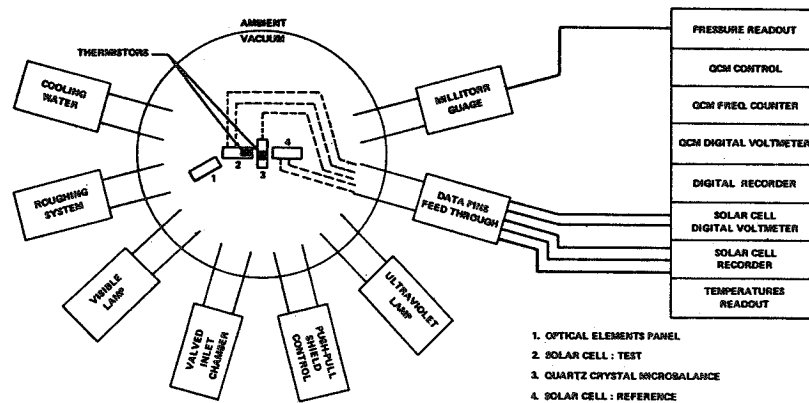 AMBIENT
VACUUM
THERMISTORS
COOLING
WATER
MILLITORR
GUAGE
ROUGHING
SYSTEM
1
2
3
4
DATA PINS
FEED THROUGH
VISIBLE
LAMP
VALVED
INLET
CHAMBER
PUSH-PULL
SHIELD
CONTROL
ULTRAVIOLET
LAMP
PRESSURE READOUT
QCM CONTROL
QCM FREQ COUNTER
QCM DIGITAL VOLTMETER
DIGITAL RECORDER
SOLAR CELL
DIGITAL VOLTMETER
SOLAR CELL
RECORDER
TEMPERATURES
READOUT
1. OPTICAL ELEMENTS PANEL
2. SOLAR CELL : TEST
3. QUARTZ CRYSTAL MICROBALANCE
4. SOLAR CELL : REFERENCE